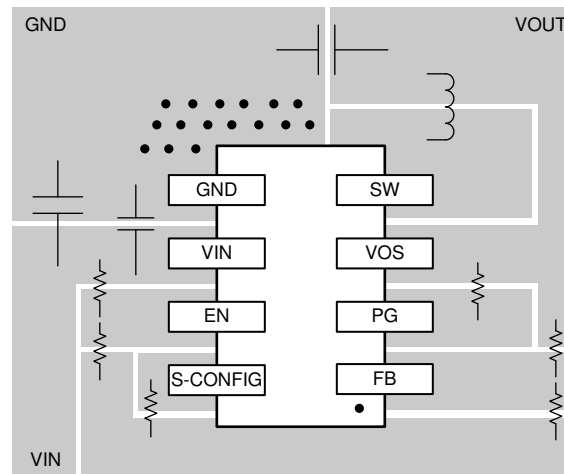 GND
VOUT
GND
SW
VIN
VOS
EN
PG
S-CONFIG
FB
VIN